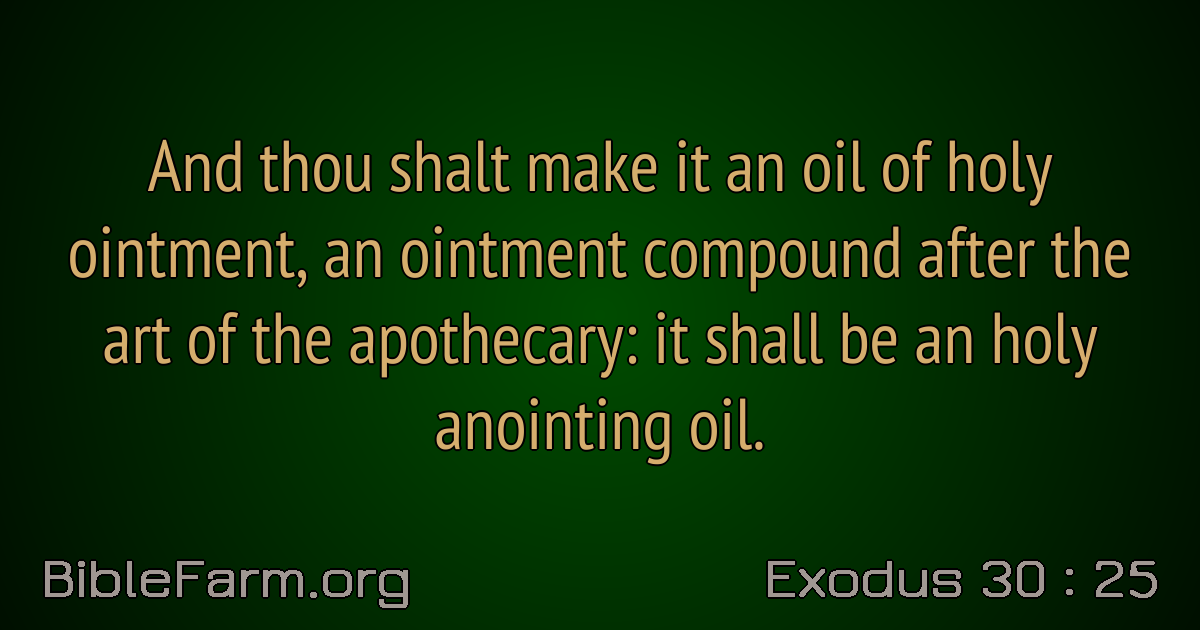 And thou shalt make it an oil of holy
ointment, an ointment compound after the
art of the apothecary: it shall be an holy
anointing oil.
BibleFarm.org
Exodus 30 : 25